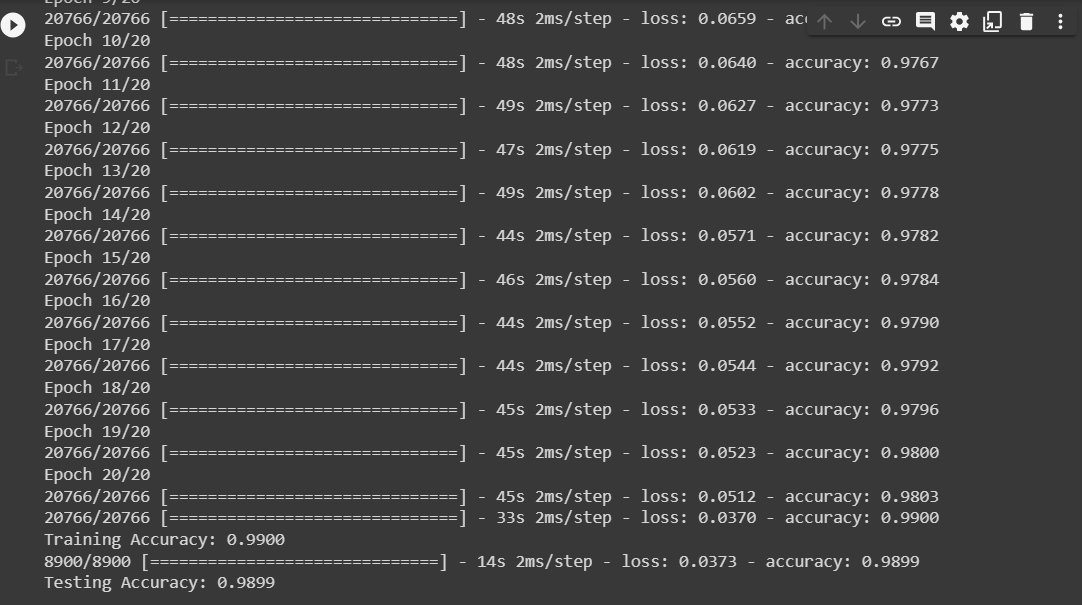 Epoch 9/20
20766/20766 [==============================] - 48s 2ms/step - loss: 0.0659 - acc
Epoch 10/20
20766/20766 [==============================] - 48s 2ms/step - loss: 0.0640 - accuracy: 0.9767
Epoch 11/20
20766/20766 [==============================] - 49s 2ms/step - loss: 0.0627 - accuracy: 0.9773
Epoch 12/20
20766/20766 [==============================] - 47s 2ms/step - loss: 0.0619 - accuracy: 0.9775
Epoch 13/20
20766/20766 [==============================] - 49s 2ms/step - loss: 0.0602 - accuracy: 0.9778
Epoch 14/20
20766/20766 [==============================] - 44s 2ms/step - loss: 0.0571 - accuracy: 0.9782
Epoch 15/20
20766/20766 [==============================] - 46s 2ms/step - loss: 0.0560 - accuracy: 0.9784
Epoch 16/20
20766/20766 [==============================] - 44s 2ms/step - loss: 0.0552 - accuracy: 0.9790
Epoch 17/20
20766/20766 [==============================] - 44s 2ms/step - loss: 0.0544 - accuracy: 0.9792
Epoch 18/20
20766/20766 [==============================] - 45s 2ms/step - loss: 0.0533 - accuracy: 0.9796
Epoch 19/20
20766/20766 [==============================] - 45s 2ms/step - loss: 0.0523 - accuracy: 0.9800
Epoch 20/20
20766/20766 [==============================] - 45s 2ms/step - loss: 0.0512 - accuracy: 0.9803
20766/20766 [==============================] - 33s 2ms/step - loss: 0.0370 - accuracy: 0.9900
Training Accuracy: 0.9900
8900/8900 [==============================] - 14s 2ms/step - loss: 0.0373 - accuracy: 0.9899
Testing Accuracy: 0.9899